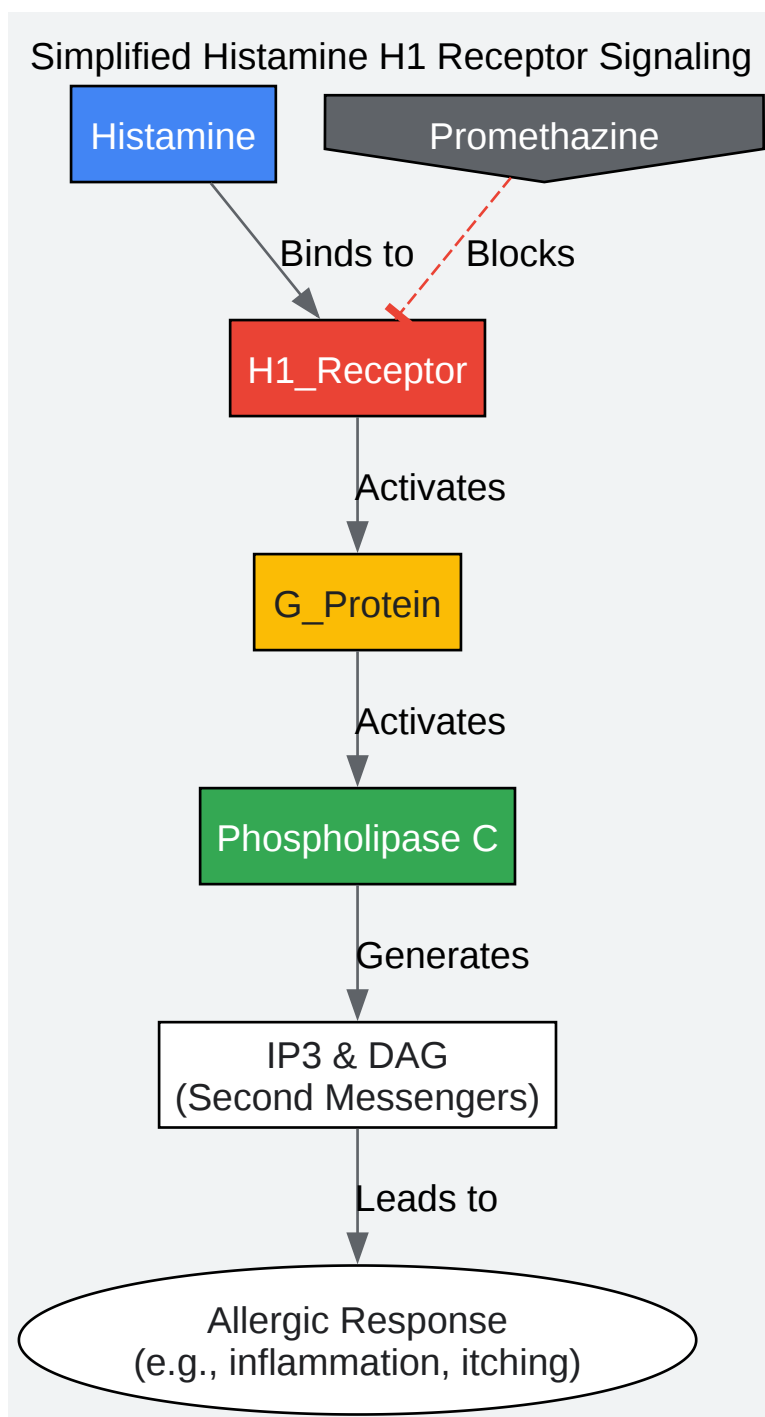 Simplified Histamine H1 Receptor Signaling
Histamine
Promethazine
Binds to
Blocks
H1_Receptor
Activates
G_Protein
Activates
Phospholipase C
Generates
IP3 & DAG
(Second Messengers)
Leads to
Allergic Response
(e.g., inflammation, itching)